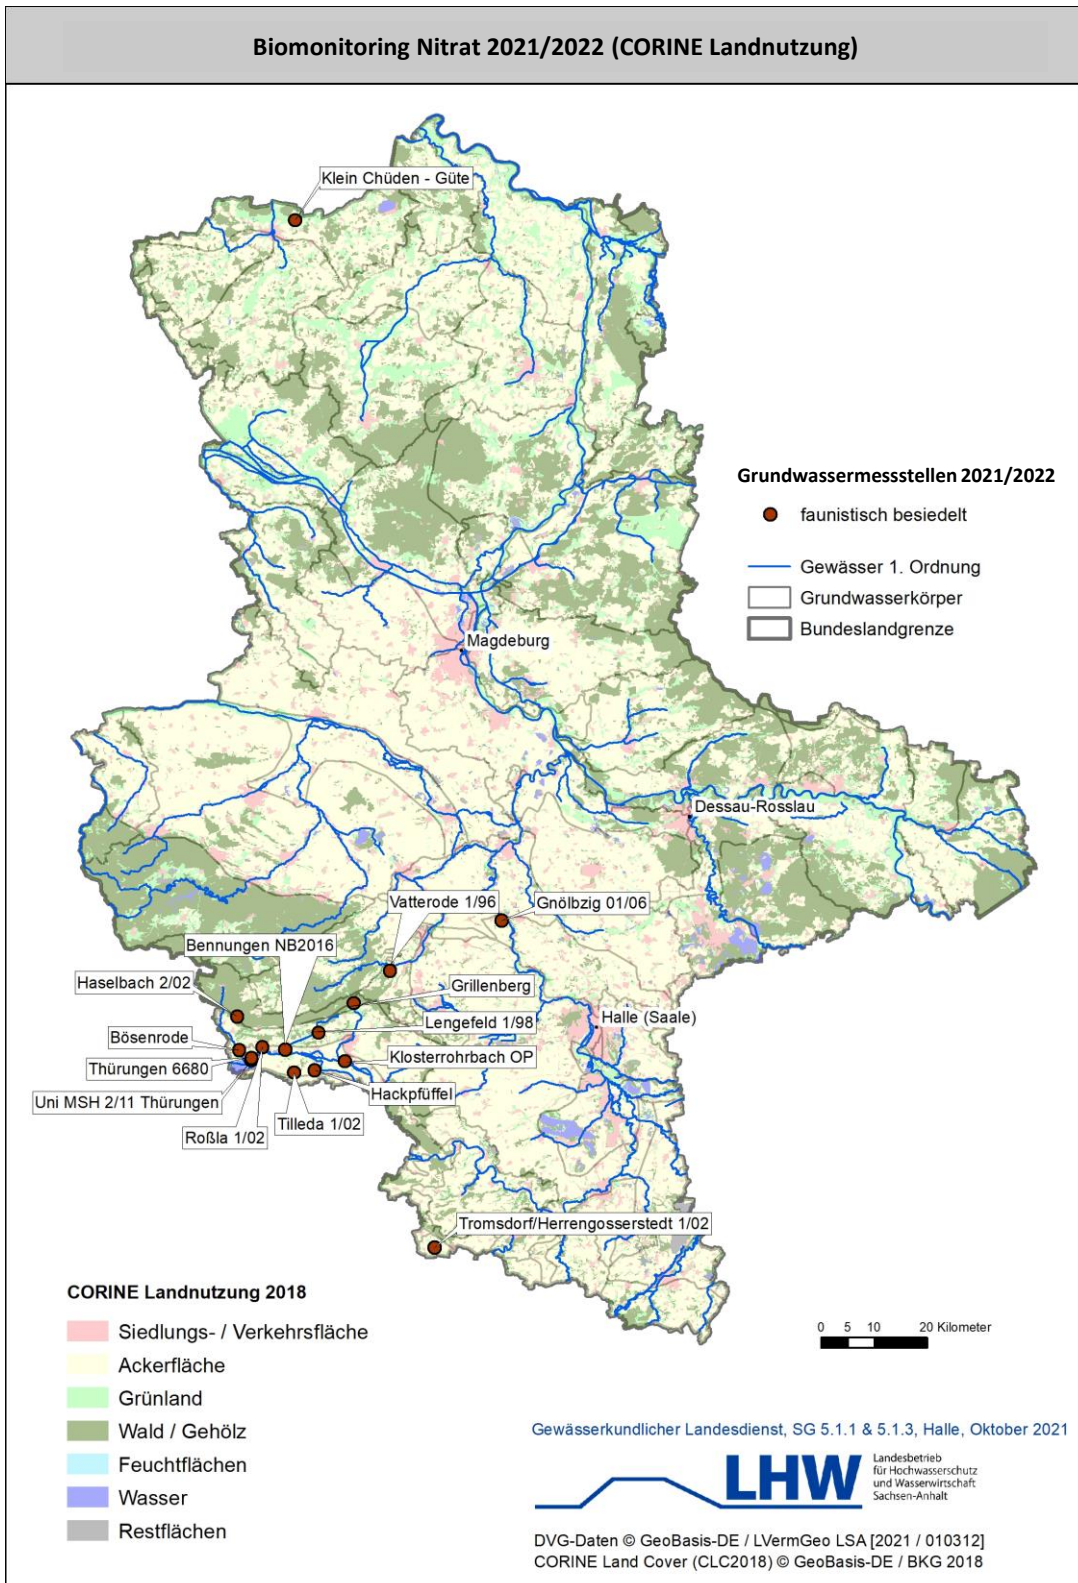 Biomonitoring Nitrat 2021/2022 (CORINE Landnutzung)
Klein Chüden - Güte
Grundwassermessstellen 2021/2022
faunistisch besiedelt
Gewässer 1. Ordnung
Grundwasserkörper
Bundeslandgrenze
Magdeburg
Dessau-Rosslau
Vatterode 1/96
Gnölbzig 01/06
Bennungen NB2016
Haselbach 2/02
Grillenberg
Lengefeld 1/98
Halle (Saale)
Bösenrode
Klosterrohrbach OP
Thürungen 6680
Hackpfüffel
Uni MSH 2/11 Thürungen
Tilleda 1/02
Roßla 1/02
Tromsdorf/Herrengosserstedt 1/02
CORINE Landnutzung 2018
Siedlungs- / Verkehrsfläche
Ackerfläche
Grünland
Wald / Gehölz
Feuchtflächen
Wasser
Restflächen
0 5 10 20 Kilometer
Gewässerkundlicher Landesdienst, SG 5.1.1 & 5.1.3, Halle, Oktober 2021
LHW
Landesbetrieb
für Hochwasserschutz
und Wasserwirtschaft
Sachsen-Anhalt
DVG-Daten © GeoBasis-DE / LVermGeo LSA [2021 / 010312]
CORINE Land Cover (CLC2018) © GeoBasis-DE / BKG 2018